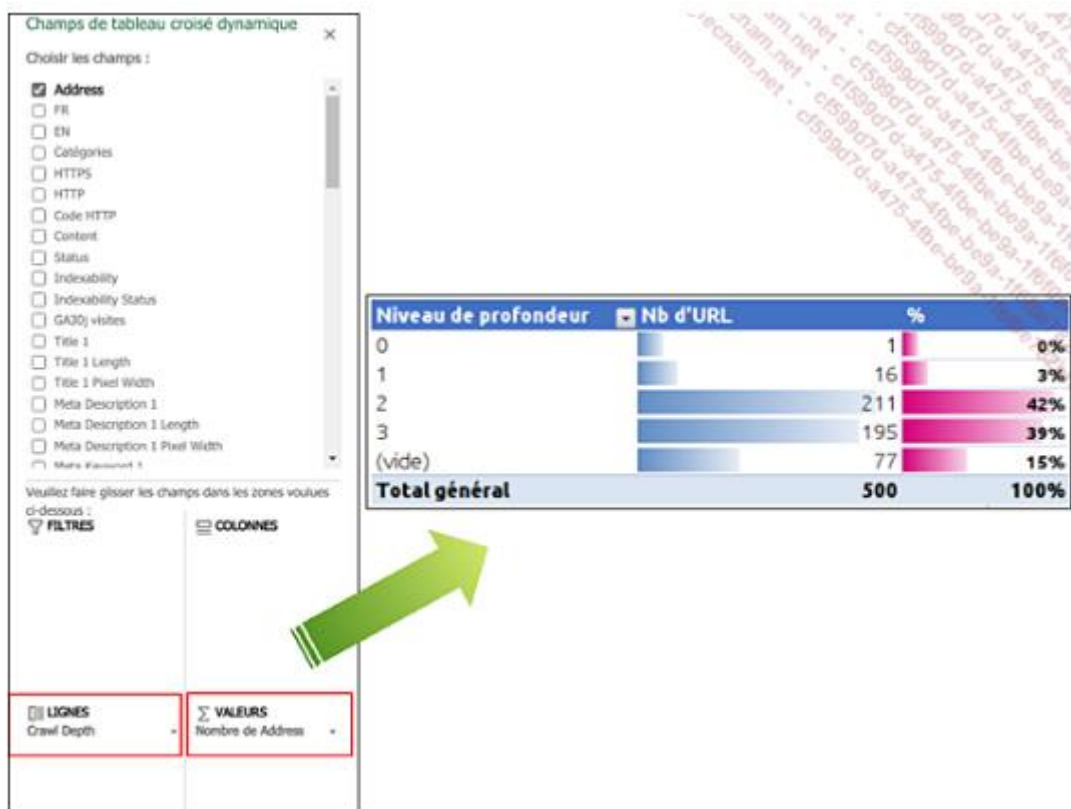 Champs de tableau croisé dynamique
Choisir les champs :
Address
FR
EN
Catégories
HTTPS
HTTP
Code HTTP
Content
Status
Indexability
Indexability Status
GA30j visites
Title 1
Title 1 Length
Title 1 Pixel Width
Meta Description 1
Meta Description 1 Length
Meta Description 1 Pixel Width
Meta Keyword 1
Veuillez faire glisser les champs dans les zones voulues
ci-dessous :
FILTRES
COLONNES
LIGNES
Crawl Depth
VALEURS
Nombre de Address
Niveau de profondeur Nb d'URL %
0 1 0%
1 16 3%
2 211 42%
3 195 39%
(vide) 77 15%
Total général 500 100%